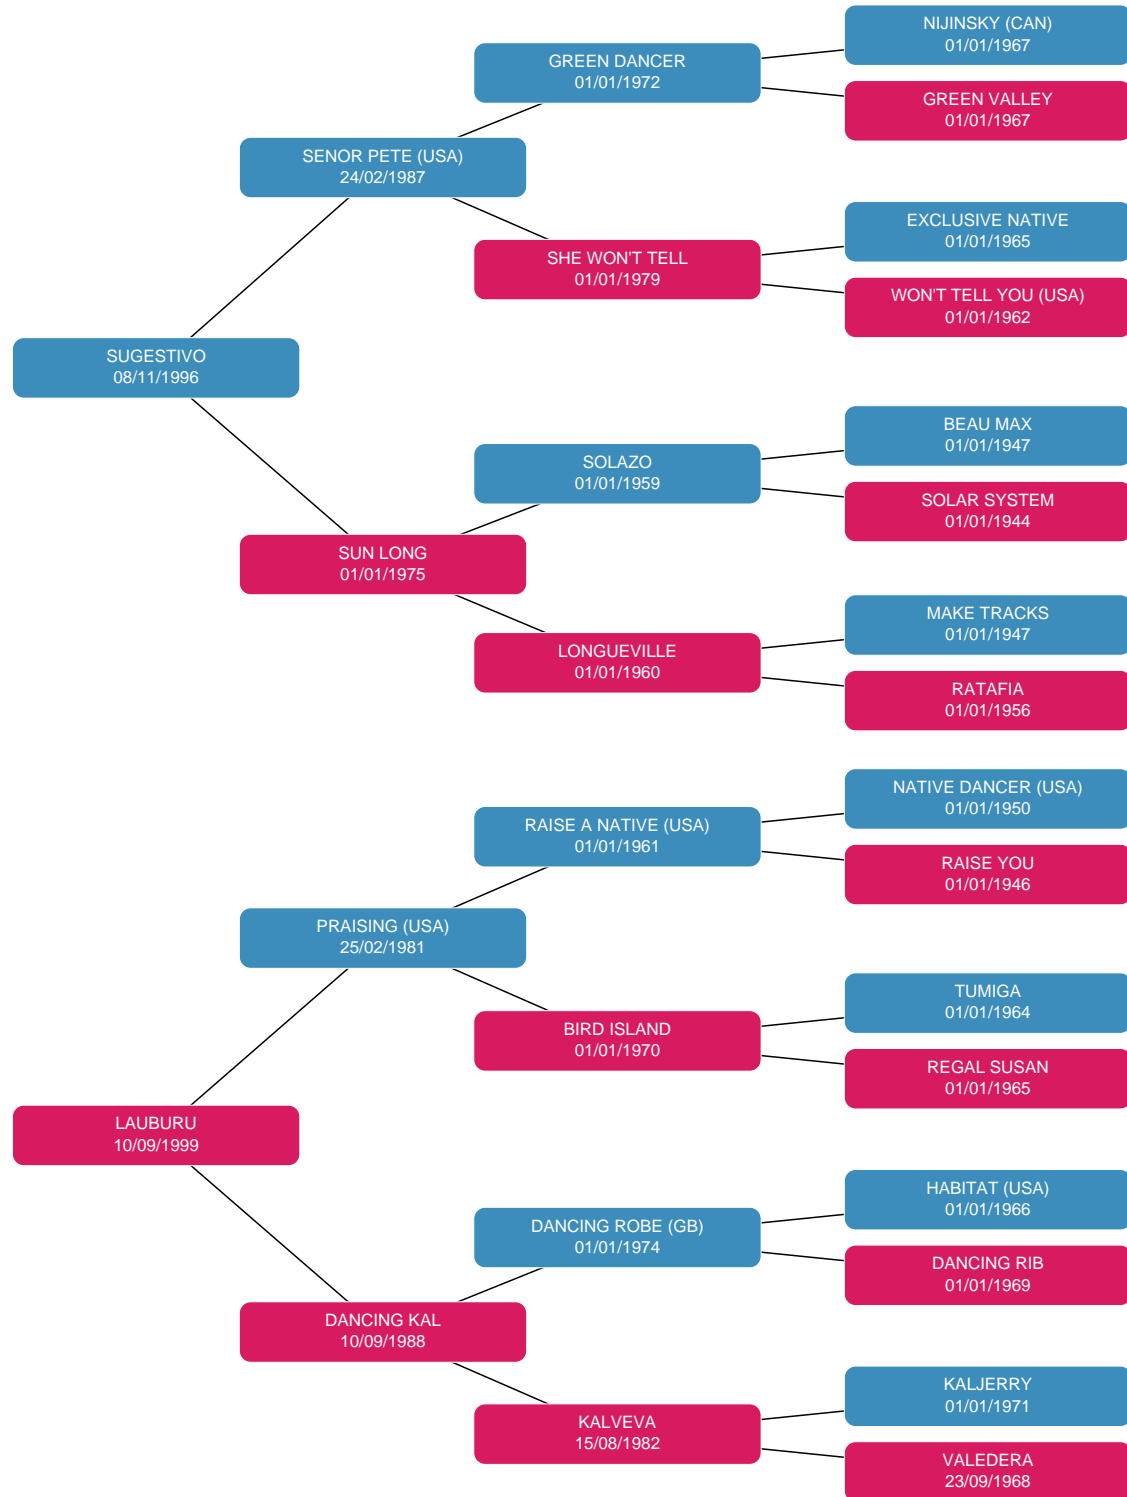 NIJINSKY (CAN)
01/01/1967
GREEN DANCER
01/01/1972
GREEN VALLEY
01/01/1967
SENOR PETE (USA)
24/02/1987
EXCLUSIVE NATIVE
01/01/1965
SHE WON'T TELL
01/01/1979
WON'T TELL YOU (USA)
01/01/1962
SUGESTIVO
08/11/1996
BEAU MAX
01/01/1947
SOLAZO
01/01/1959
SOLAR SYSTEM
01/01/1944
SUN LONG
01/01/1975
MAKE TRACKS
01/01/1947
LONGUEVILLE
01/01/1960
RATAFIA
01/01/1956
NATIVE DANCER (USA)
01/01/1950
RAISE A NATIVE (USA)
01/01/1961
RAISE YOU
01/01/1946
PRAISING (USA)
25/02/1981
TUMIGA
01/01/1964
BIRD ISLAND
01/01/1970
REGAL SUSAN
01/01/1965
LAUBURU
10/09/1999
HABITAT (USA)
01/01/1966
DANCING ROBE (GB)
01/01/1974
DANCING RIB
01/01/1969
DANCING KAL
10/09/1988
KALJERRY
01/01/1971
KALVEVA
15/08/1982
VALEDERA
23/09/1968